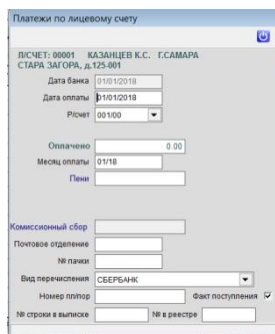 Платежи по лицевому счету
Л/СЧЕТ: 00001 КАЗАНЦЕВ К.С. Г.САМАРА
СТАРА ЗАГОРА, д.125-001
Дата банка 01/01/2018
Дата оплаты 01/01/2018
Р/счет 001/00
Оплачено 0.00
Месяц оплаты 01/18
Пени
Комиссионный сбор
Почтовое отделение
№ пачки
Вид перечисления СБЕРБАНК
Номер пл/пор Факт поступления
№ строки в выписке № в реестре